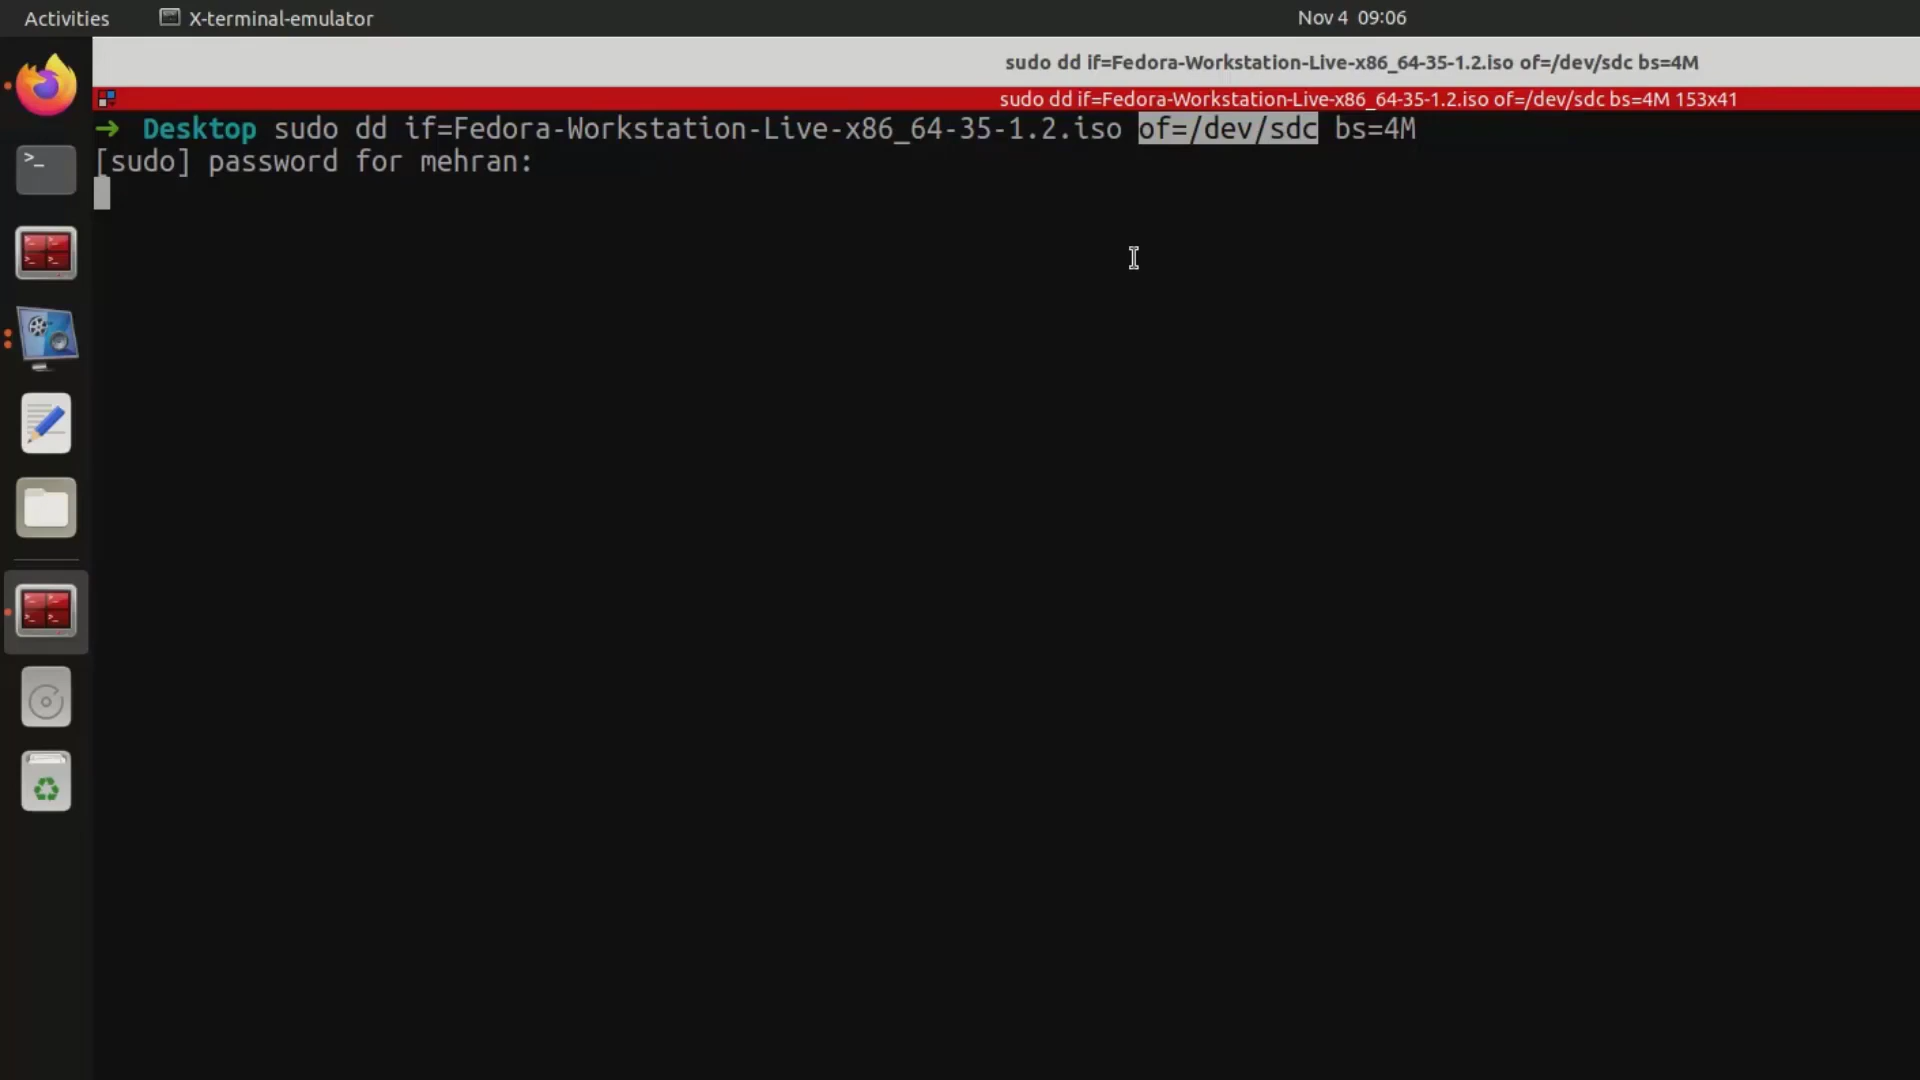 Activities X-terminal-emulator Nov 4 09:06
sudo dd if=Fedora-Workstation-Live-x86_64-35-1.2.iso of=/dev/sdc bs=4M
sudo dd if=Fedora-Workstation-Live-x86_64-35-1.2.iso of=/dev/sdc bs=4M 153x41
→ Desktop sudo dd if=Fedora-Workstation-Live-x86_64-35-1.2.iso of=/dev/sdc bs=4M
[sudo] password for mehran: